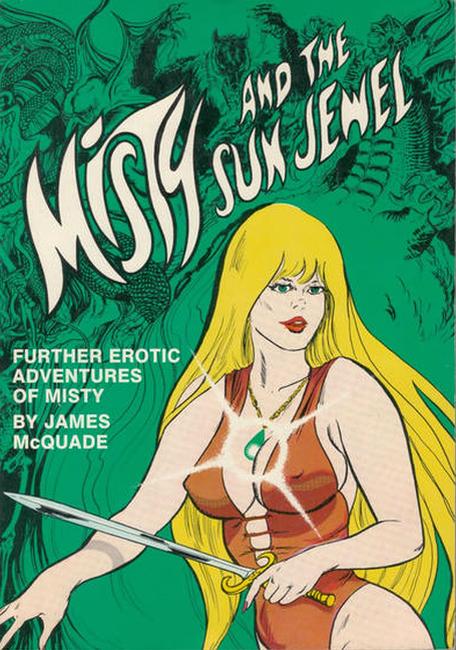 MiSTY
AND THE
SUN JEWEL
FURTHER EROTIC
ADVENTURES
OF MISTY
BY JAMES
McQUADE